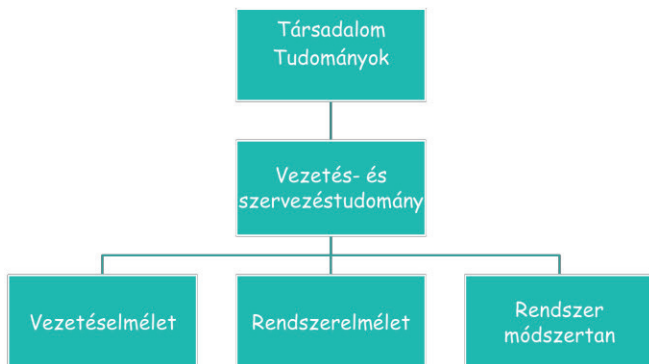 Társadalom
Tudományok
Vezetés- és
szervezéstudomány
Vezetéselmélet
Rendszerelmélet
Rendszer
módszertan